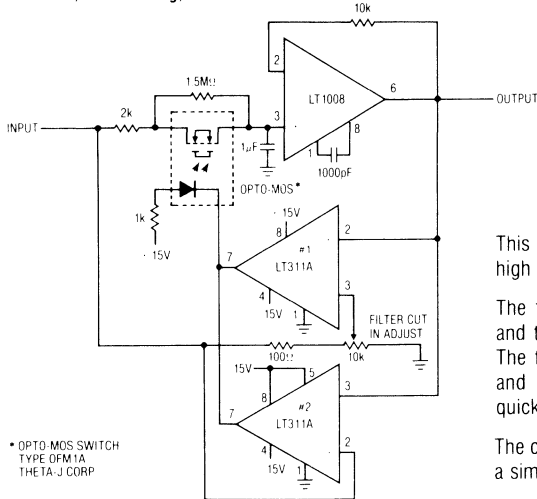 10k
2
LT1008
6
OUTPUT
1.5MΩ
2k
3
8
INPUT
1
1µF
1000pF
OPTO-MOS*
15V
1k
15V
8
#1
2
7
LT311A
3
4
15V
1
FILTER CUT
IN ADJUST
100Ω
10k
15V
5
8
#2
3
7
LT311A
2
4
15V
1
* OPTO-MOS SWITCH
TYPE OFM1A
THETA-J CORP
This
high
The
and t
The f
and
quick
The c
a sim